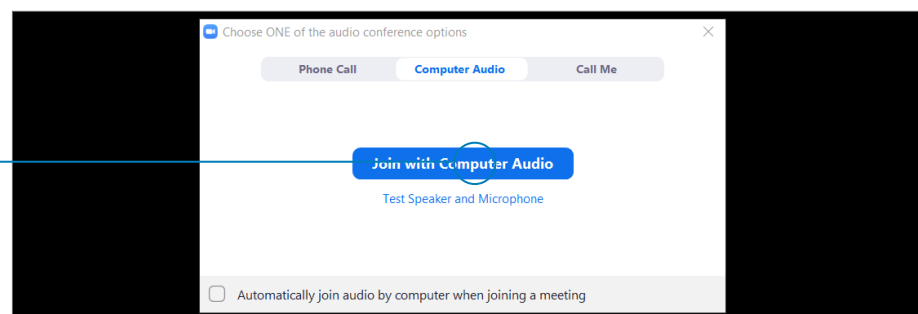 Choose ONE of the audio conference options
Phone Call Computer Audio Call Me
Join with Computer Audio
Test Speaker and Microphone
Automatically join audio by computer when joining a meeting